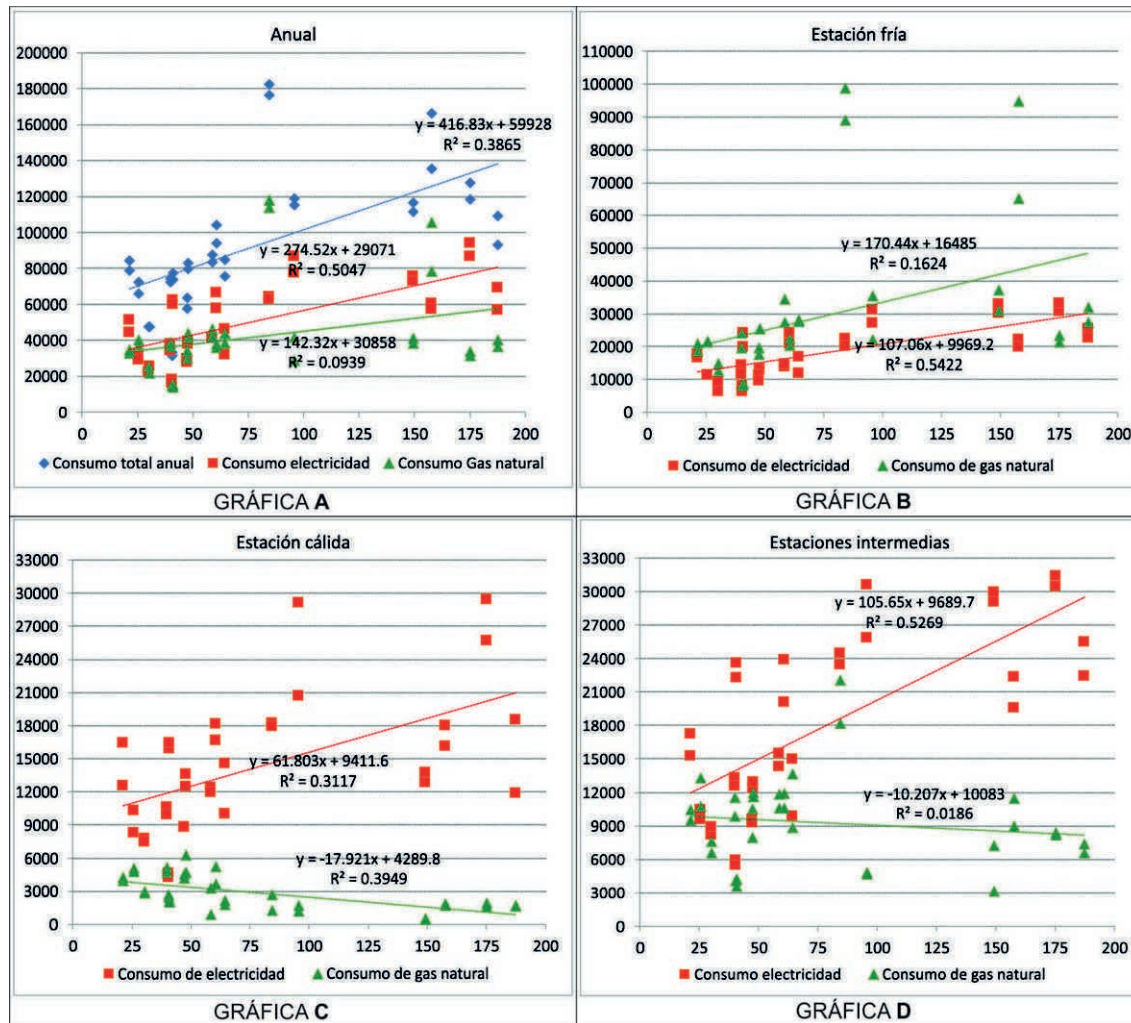 Anual
200000
180000
160000
140000
120000
100000
80000
60000
40000
20000
0
y = 416.83x + 59928
R² = 0.3865
y = 274.52x + 29071
R² = 0.5047
y = 142.32x + 30858
R² = 0.0939
0 25 50 75 100 125 150 175 200
Consumo total anual Consumo electricidad Consumo Gas natural
GRÁFICA A
Estación fría
110000
100000
90000
80000
70000
60000
50000
40000
30000
20000
10000
0
y = 170.44x + 16485
R² = 0.1624
y = 107.06x + 9969.2
R² = 0.5422
0 25 50 75 100 125 150 175 200
Consumo de electricidad Consumo de gas natural
GRÁFICA B
Estación cálida
33000
30000
27000
24000
21000
18000
15000
12000
9000
6000
3000
0
y = 61.803x + 9411.6
R² = 0.3117
y = -17.921x + 4289.8
R² = 0.3949
0 25 50 75 100 125 150 175 200
Consumo de electricidad Consumo de gas natural
GRÁFICA C
Estaciones intermedias
33000
30000
27000
24000
21000
18000
15000
12000
9000
6000
3000
0
y = 105.65x + 9689.7
R² = 0.5269
y = -10.207x + 10083
R² = 0.0186
0 25 50 75 100 125 150 175 200
Consumo electricidad Consumo de gas natural
GRÁFICA D